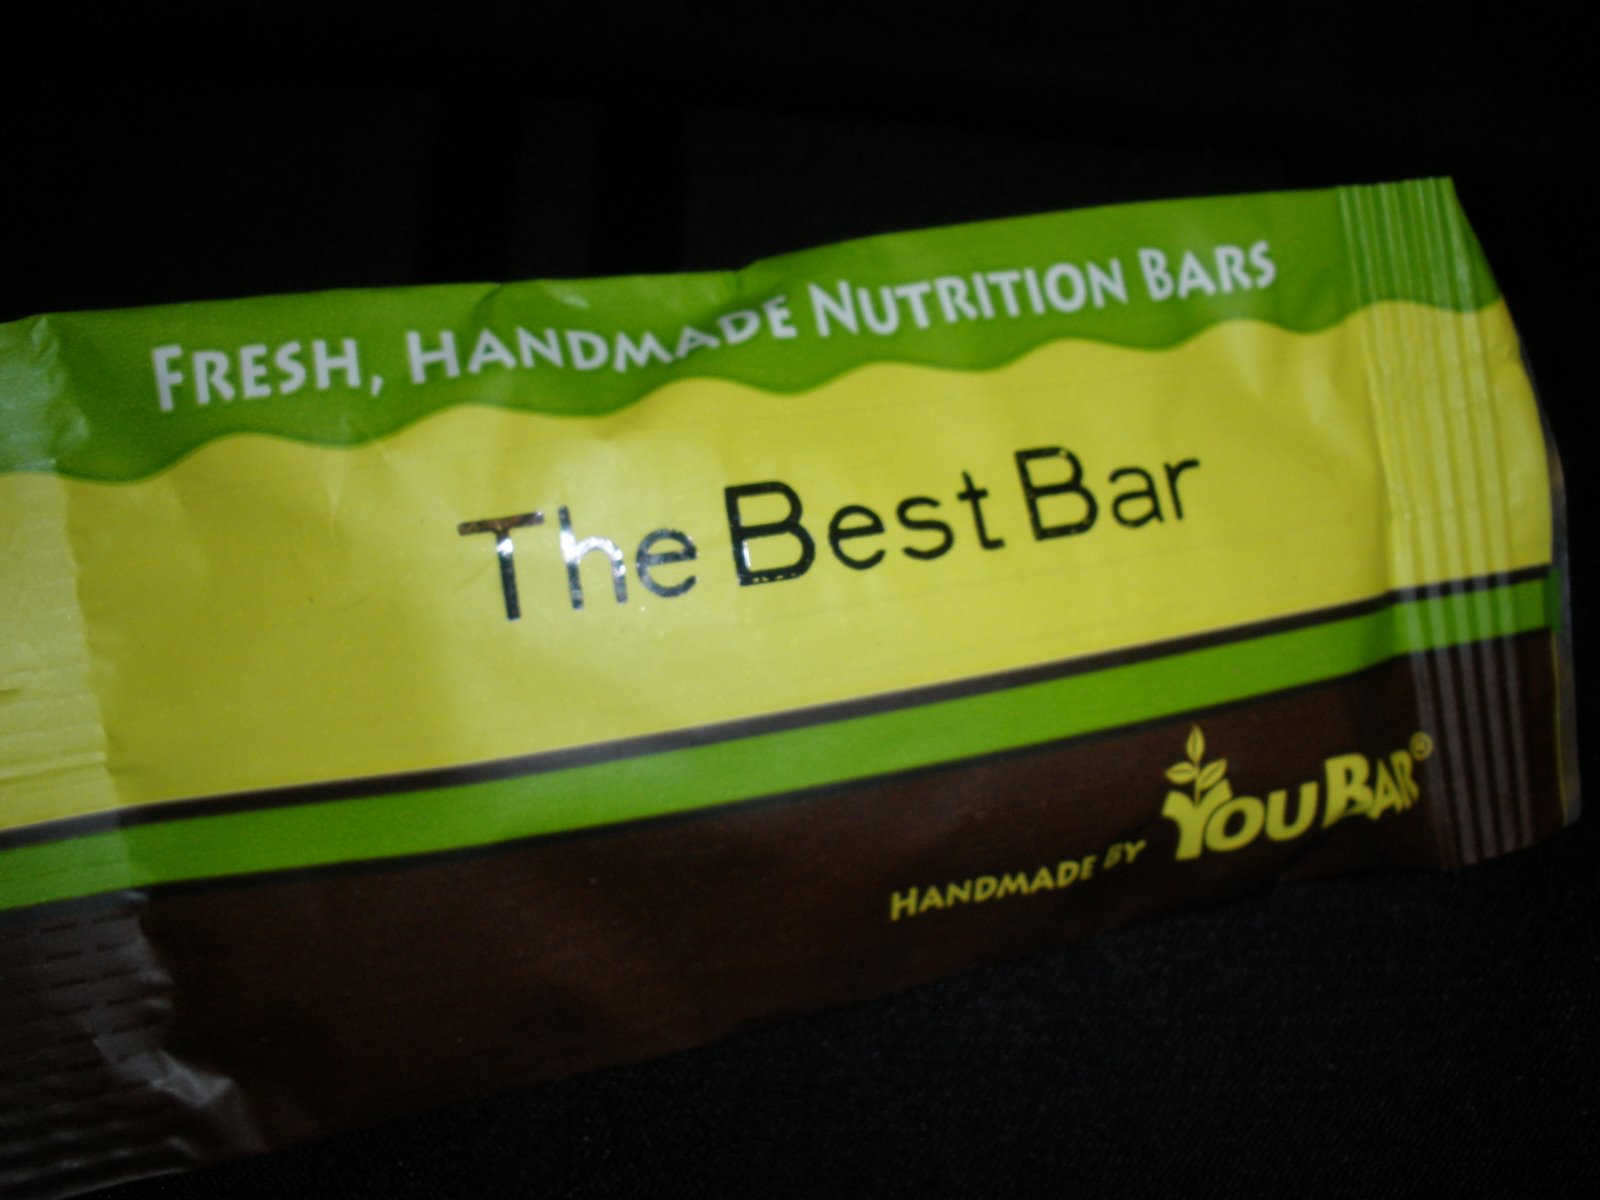 FRESH, HANDMADE NUTRITION BARS
The Best Bar
HANDMADE BY YOUBAR®